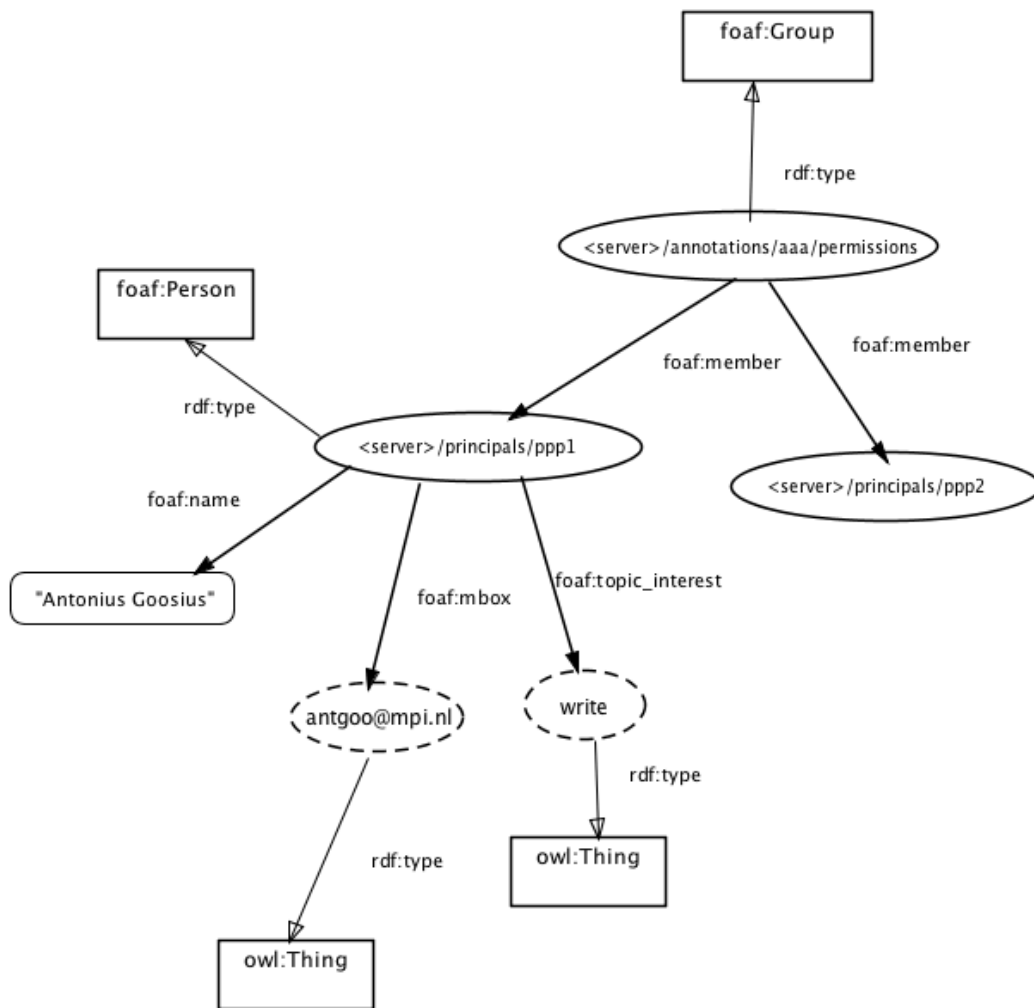 foaf:Group
rdf:type
<server>/annotations/aaa/permissions
foaf:Person
foaf:member
foaf:member
rdf:type
<server>/principals/ppp1
<server>/principals/ppp2
foaf:name
foaf:topic_interest
"Antonius Goosius"
foaf:mbox
antgoo@mpi.nl
write
rdf:type
rdf:type
owl:Thing
owl:Thing